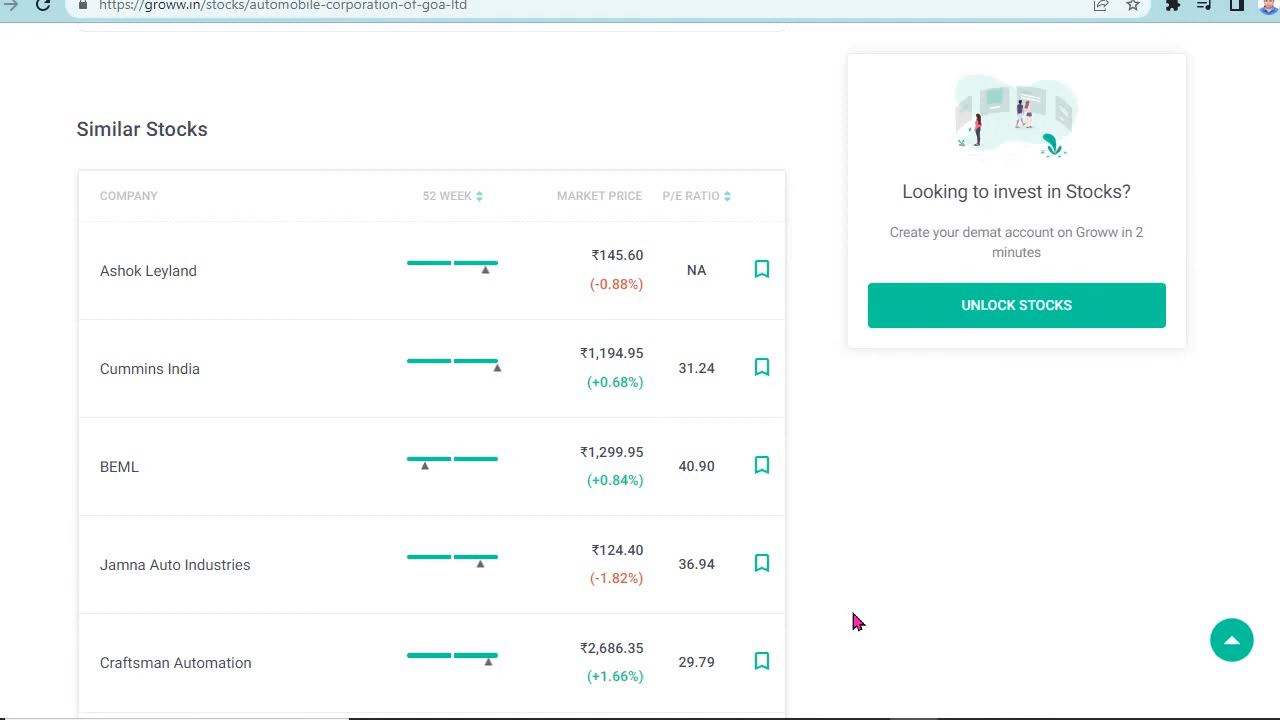 https://groww.in/stocks/automobile-corporation-of-goa-ltd
Similar Stocks
COMPANY 52 WEEK MARKET PRICE P/E RATIO
Ashok Leyland ₹145.60 (-0.88%) NA
Cummins India ₹1,194.95 (+0.68%) 31.24
BEML ₹1,299.95 (+0.84%) 40.90
Jamna Auto Industries ₹124.40 (-1.82%) 36.94
Craftsman Automation ₹2,686.35 (+1.66%) 29.79
Looking to invest in Stocks?
Create your demat account on Groww in 2
minutes
UNLOCK STOCKS